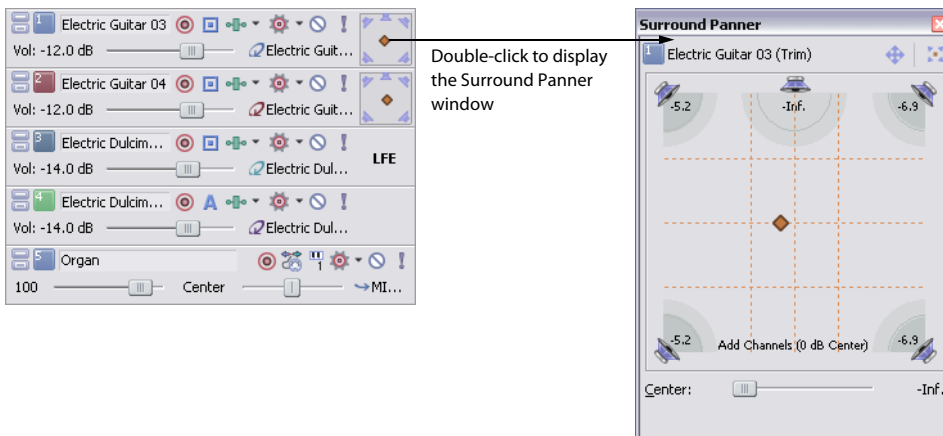 1 Electric Guitar 03
Vol: -12.0 dB Electric Guit...
2 Electric Guitar 04
Vol: -12.0 dB Electric Guit...
3 Electric Dulcim...
Vol: -14.0 dB Electric Dul...
LFE
4 Electric Dulcim... A
Vol: -14.0 dB Electric Dul...
5 Organ 1
100 Center MI...
Double-click to display
the Surround Panner
window
Surround Panner
1 Electric Guitar 03 (Trim)
-5.2 -Inf. -6.9
-5.2 Add Channels (0 dB Center) -6.9
Center: -Inf.